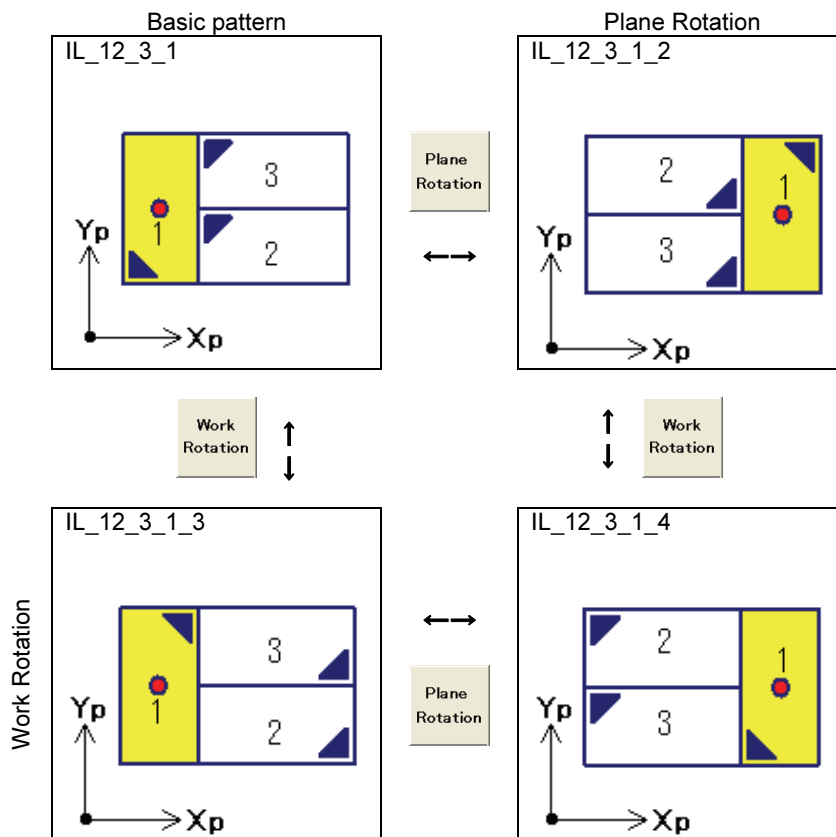 Basic pattern
Plane Rotation
IL_12_3_1
IL_12_3_1_2
3
1
2
Yp
Xp
Plane
Rotation
←→
2
1
3
Yp
Xp
Work
Rotation
Work
Rotation
Work Rotation
IL_12_3_1_3
IL_12_3_1_4
3
1
2
Yp
Xp
Plane
Rotation
2
1
3
Yp
Xp